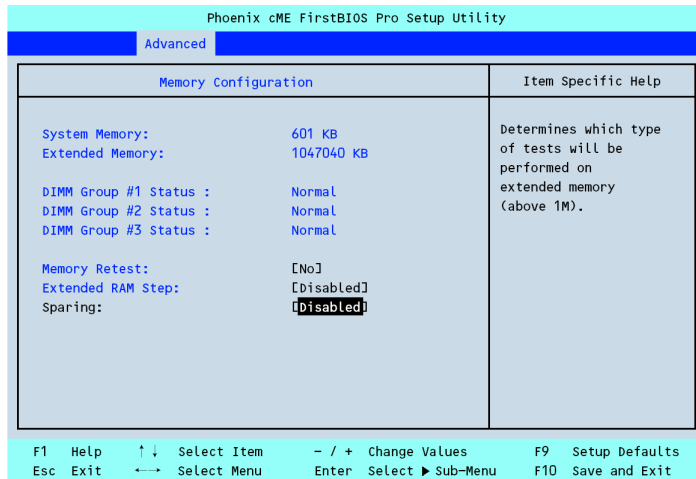 Phoenix cME FirstBIOS Pro Setup Utility
Advanced
Memory Configuration
Item Specific Help
System Memory: 601 KB
Extended Memory: 1047040 KB
DIMM Group #1 Status : Normal
DIMM Group #2 Status : Normal
DIMM Group #3 Status : Normal
Memory Retest: [No]
Extended RAM Step: [Disabled]
Sparing: [Disabled]
Determines which type
of tests will be
performed on
extended memory
(above 1M).
F1 Help ↑↓ Select Item – / + Change Values F9 Setup Defaults
Esc Exit ←→ Select Menu Enter Select ▶ Sub-Menu F10 Save and Exit